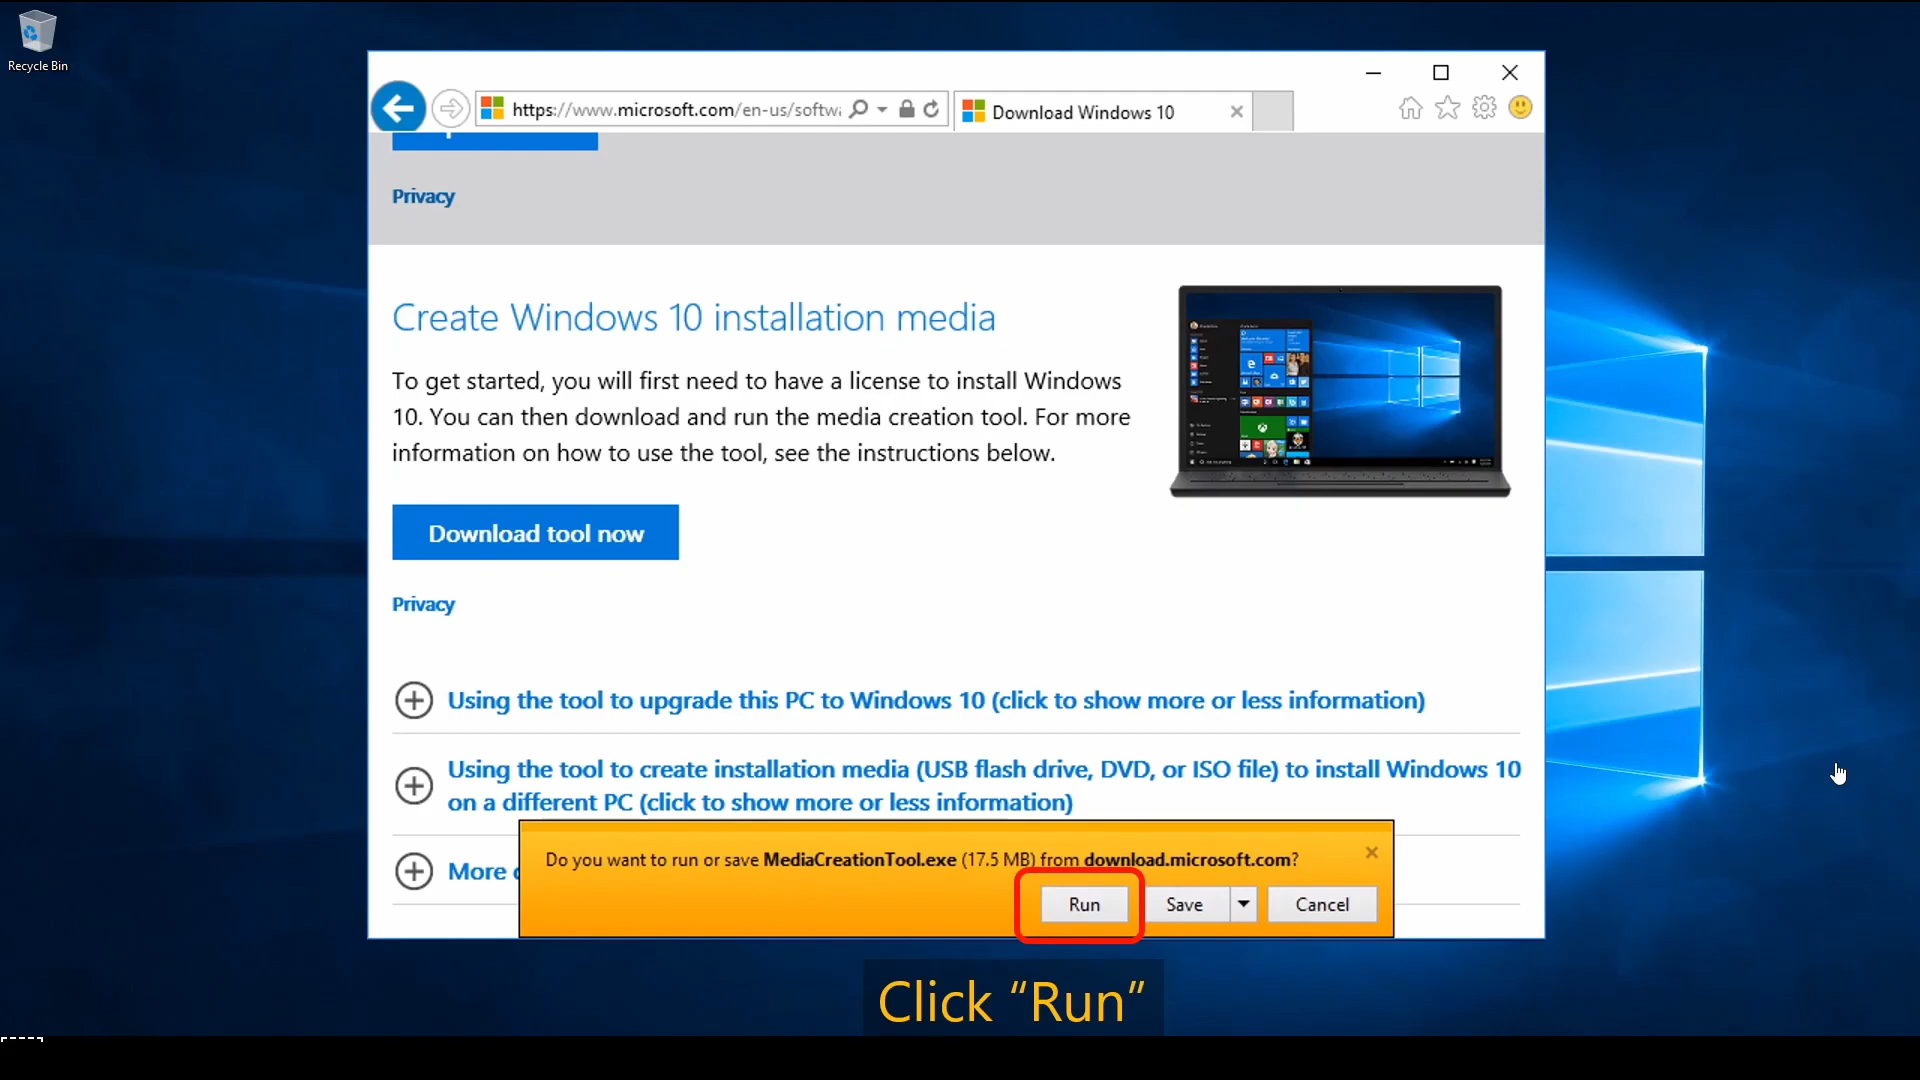 Recycle Bin
https://www.microsoft.com/en-us/softwa
Download Windows 10
Privacy
Create Windows 10 installation media
To get started, you will first need to have a license to install Windows
10. You can then download and run the media creation tool. For more
information on how to use the tool, see the instructions below.
Download tool now
Privacy
Using the tool to upgrade this PC to Windows 10 (click to show more or less information)
Using the tool to create installation media (USB flash drive, DVD, or ISO file) to install Windows 10
on a different PC (click to show more or less information)
More
Do you want to run or save MediaCreationTool.exe (17.5 MB) from download.microsoft.com?
Run
Save
Cancel
Click “Run”